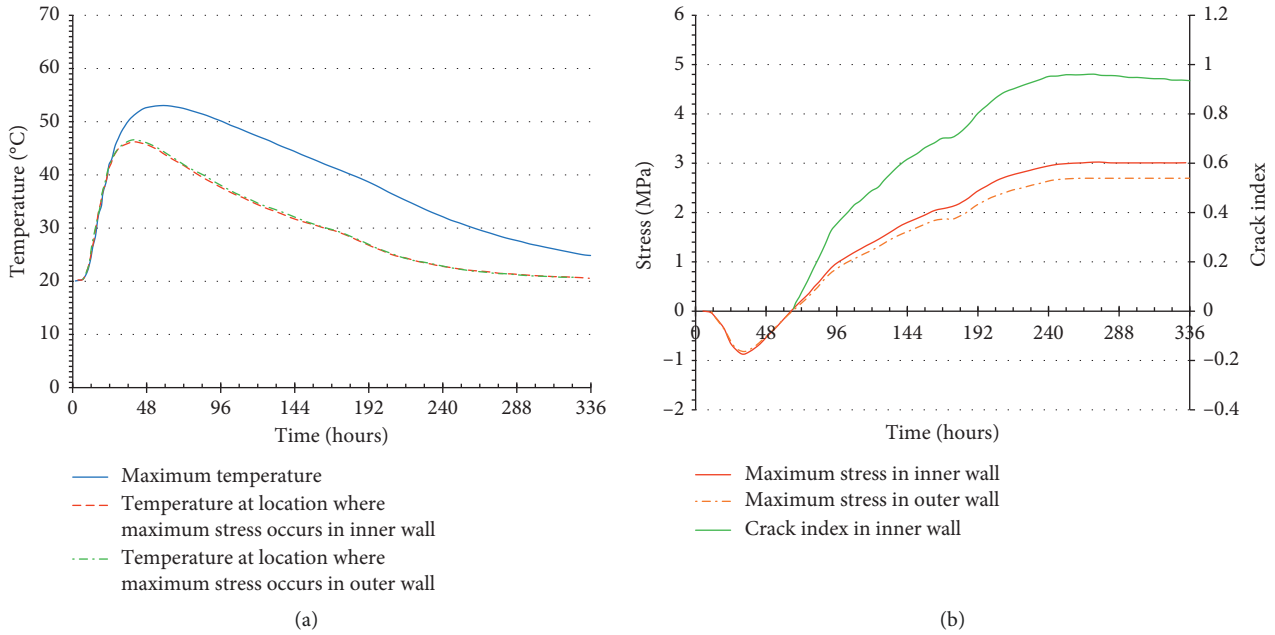 70
60
50
40
30
20
10
0
Temperature (°C)
0 48 96 144 192 240 288 336
Time (hours)
Maximum temperature
Temperature at location where
maximum stress occurs in inner wall
Temperature at location where
maximum stress occurs in outer wall
(a)
6
5
4
3
2
1
0
−1
−2
Stress (MPa)
0 48 96 144 192 240 288 336
1.2
1
0.8
0.6
0.4
0.2
0
−0.2
−0.4
Crack index
Time (hours)
Maximum stress in inner wall
Maximum stress in outer wall
Crack index in inner wall
(b)